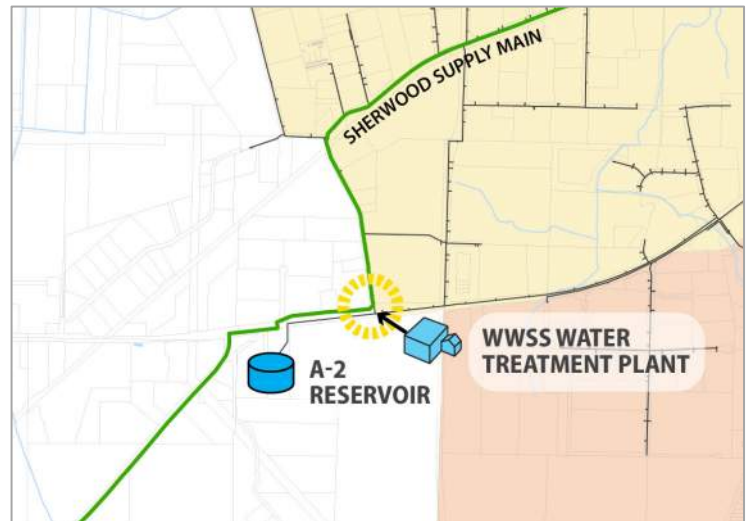 SHERWOOD SUPPLY MAIN
WWSS WATER
TREATMENT PLANT
A-2
RESERVOIR